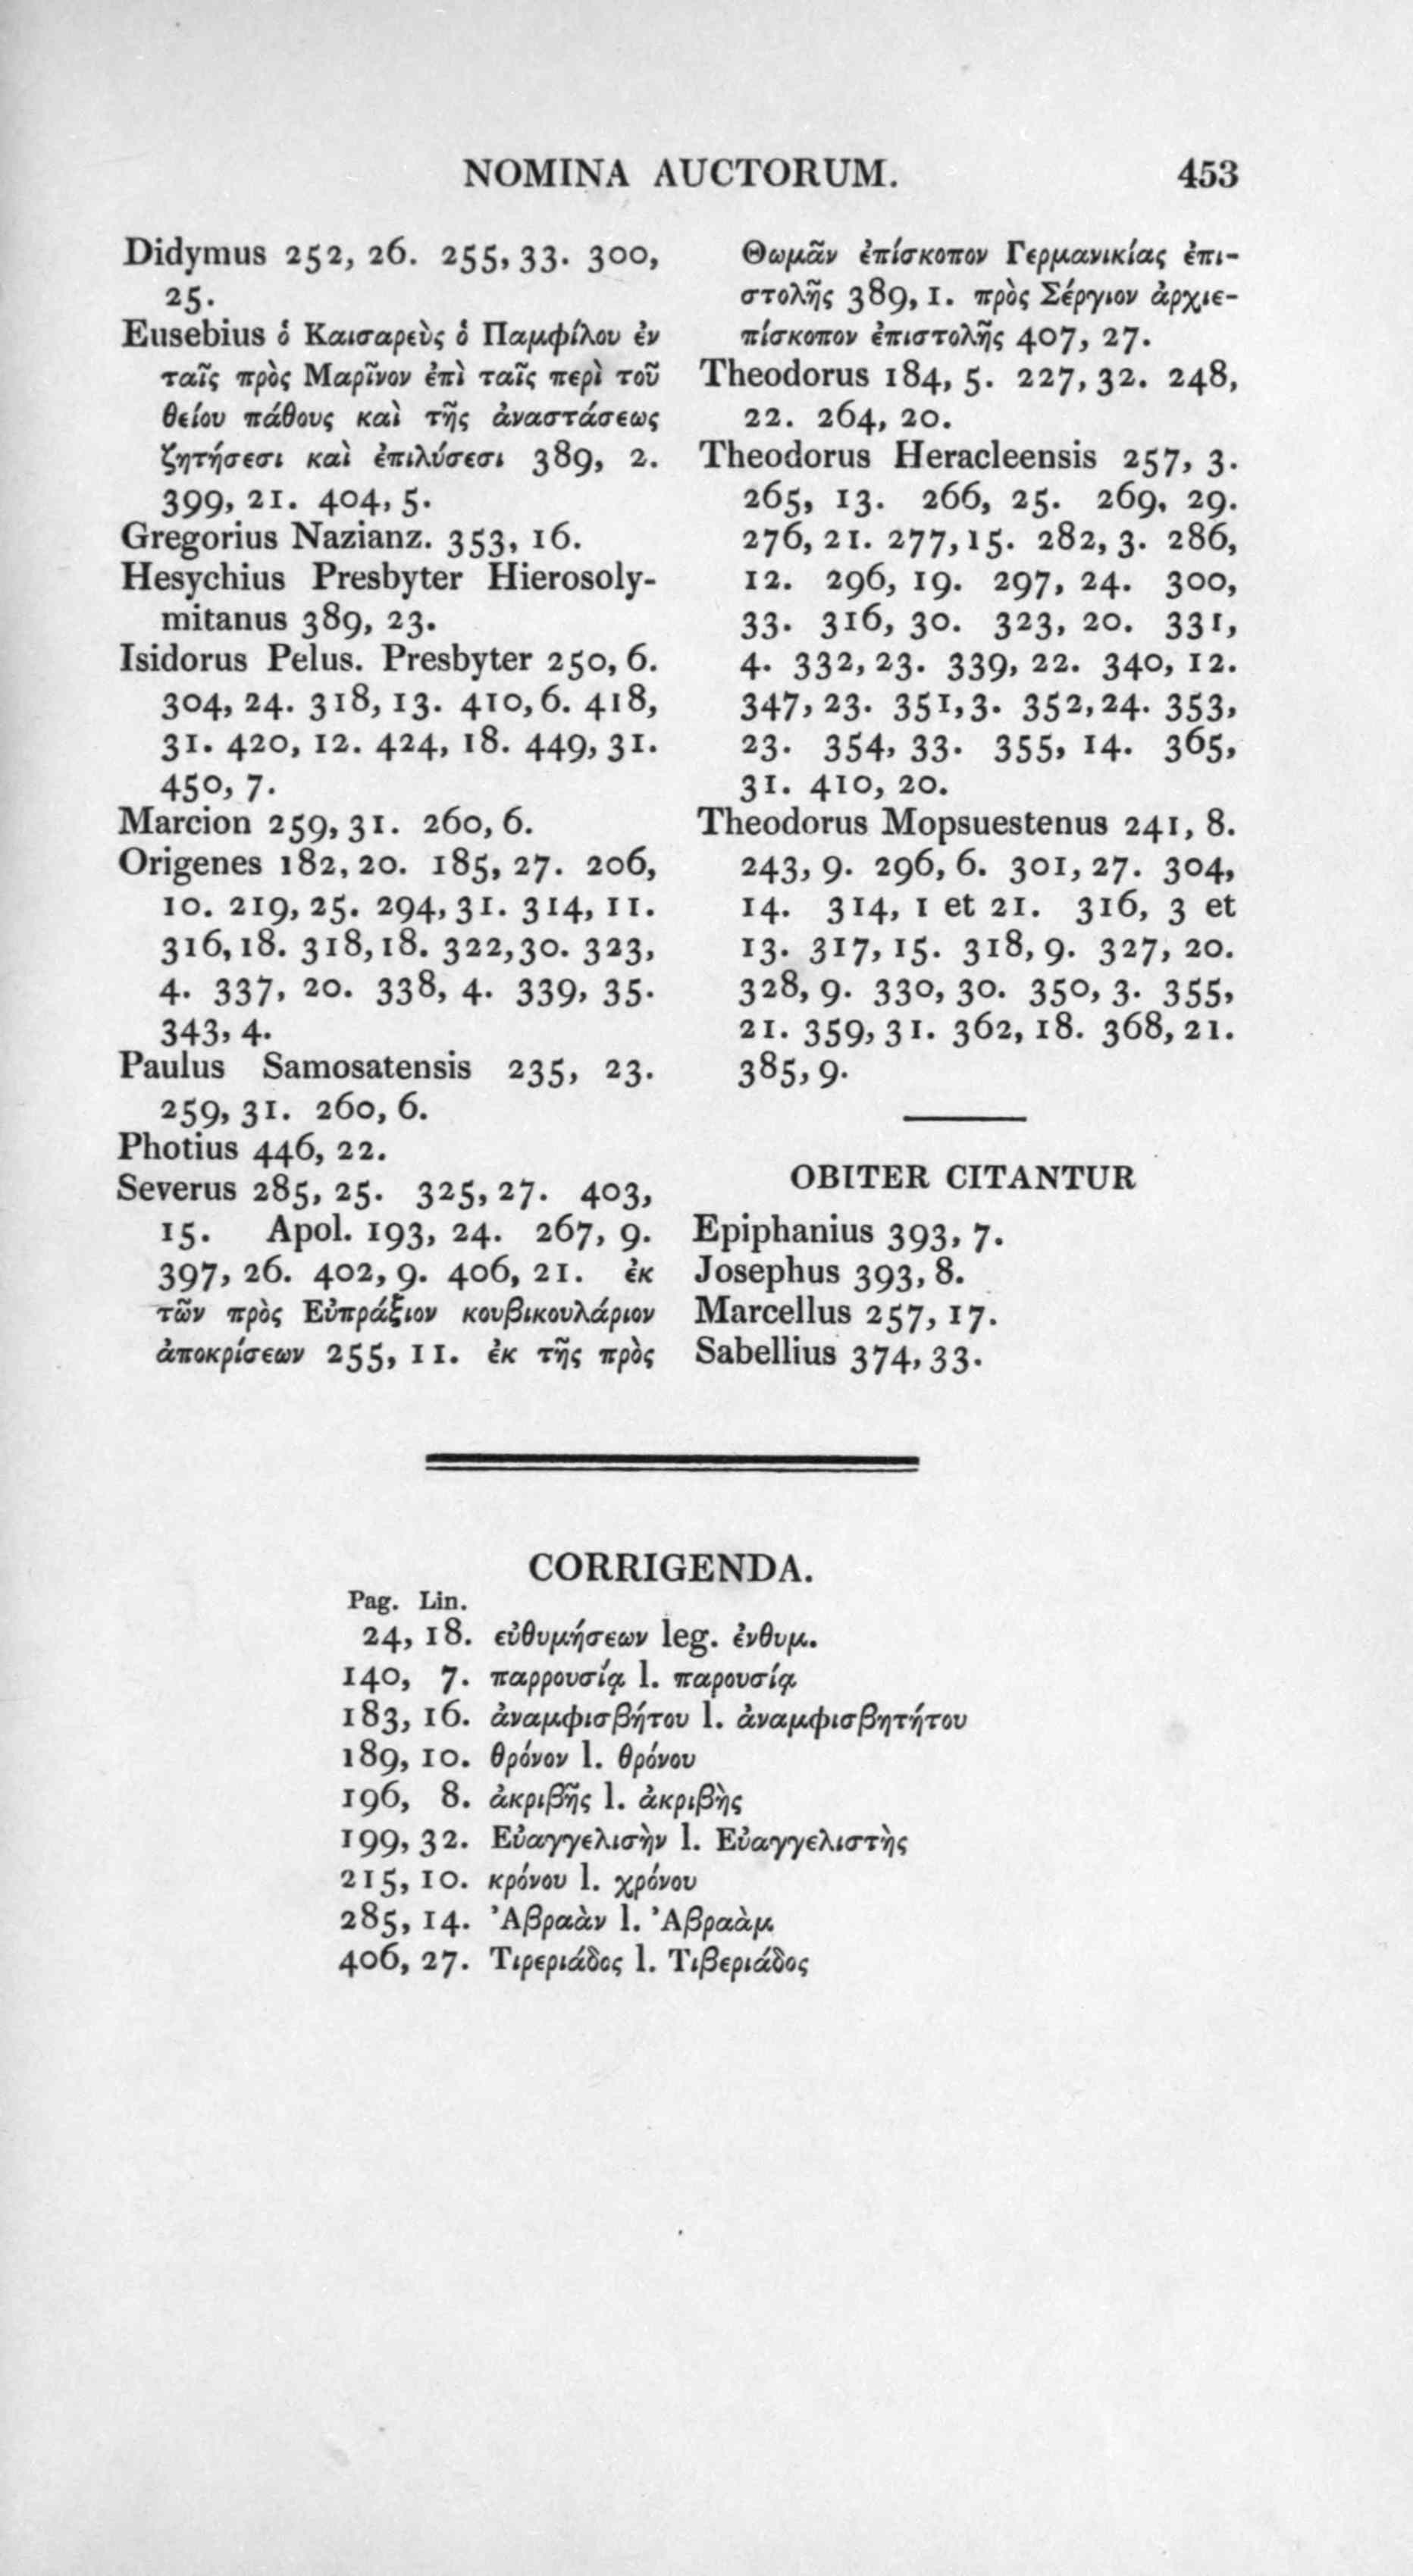 NOMINA AUCTORUM. 453
Didymus 252, 26. 255, 33. 300,
25.
Eusebius ὁ Καισαρεὺς ὁ Παμφίλου ἐν
ταῖς πρὸς Μαρῖνον ἐπὶ ταῖς περὶ τοῦ
θείου πάθους καὶ τῆς ἀναστάσεως
ζητήσεσι καὶ ἐπιλύσεσι 389, 2.
399, 21. 404, 5.
Gregorius Nazianz. 353, 16.
Hesychius Presbyter Hierosoly-
mitanus 389, 23.
Isidorus Pelus. Presbyter 250, 6.
304, 24. 318, 13. 410, 6. 418,
31. 420, 12. 424, 18. 449, 31.
450, 7.
Marcion 259, 31. 260, 6.
Origenes 182, 20. 185, 27. 206,
10. 219, 25. 294, 31. 314, 11.
316, 18. 318, 18. 322, 30. 323,
4. 337, 20. 338, 4. 339, 35.
343, 4.
Paulus Samosatensis 235, 23.
259, 31. 260, 6.
Photius 446, 22.
Severus 285, 25. 325, 27. 403,
15. Apol. 193, 24. 267, 9.
397, 26. 402, 9. 406, 21. ἐκ
τῶν πρὸς Εὐπράξιον κουβικουλάριον
ἀποκρίσεων 255, 11. ἐκ τῆς πρὸς
Θωμᾶν ἐπίσκοπον Γερμανικίας ἐπι-
στολῆς 389, 1. πρὸς Σέργιον ἀρχιε-
πίσκοπον ἐπιστολῆς 407, 27.
Theodorus 184, 5. 227, 32. 248,
22. 264, 20.
Theodorus Heracleensis 257, 3.
265, 13. 266, 25. 269, 29.
276, 21. 277, 15. 282, 3. 286,
12. 296, 19. 297, 24. 300,
33. 316, 30. 323, 20. 331,
4. 332, 23. 339, 22. 340, 12.
347, 23. 351, 3. 352, 24. 353,
23. 354, 33. 355, 14. 365,
31. 410, 20.
Theodorus Mopsuestenus 241, 8.
243, 9. 296, 6. 301, 27. 304,
14. 314, 1 et 21. 316, 3 et
13. 317, 15. 318, 9. 327, 20.
328, 9. 330, 30. 350, 3. 355,
21. 359, 31. 362, 18. 368, 21.
385, 9.
OBITER CITANTUR
Epiphanius 393, 7.
Josephus 393, 8.
Marcellus 257, 17.
Sabellius 374, 33.
CORRIGENDA.
Pag. Lin.
24, 18. εὐθυμήσεων leg. ἐνθυμ.
140, 7. παρρουσίᾳ l. παρουσίᾳ
183, 16. ἀναμφισβήτου l. ἀναμφισβητήτου
189, 10. θρόνον l. θρόνου
196, 8. ἀκριβῆς l. ἀκριβὴς
199, 32. Εὐαγγελισὴν l. Εὐαγγελιστὴς
215, 10. κρόνου l. χρόνου
285, 14. Ἀβραὰν l. Ἀβραὰμ
406, 27. Τιρεριάδος l. Τιβεριάδος